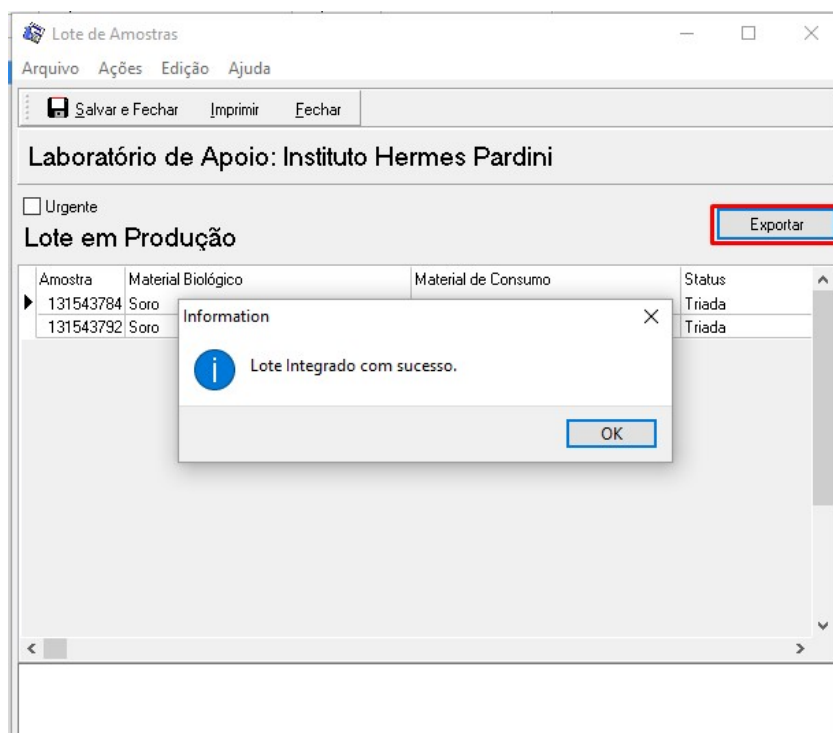 Lote de Amostras
Arquivo Ações Edição Ajuda
Salvar e Fechar Imprimir Fechar
Laboratório de Apoio: Instituto Hermes Pardini
Urgente
Exportar
Lote em Produção
Amostra Material Biológico Material de Consumo Status
131543784 Soro Triada
131543792 Soro Triada
Information
Lote Integrado com sucesso.
OK